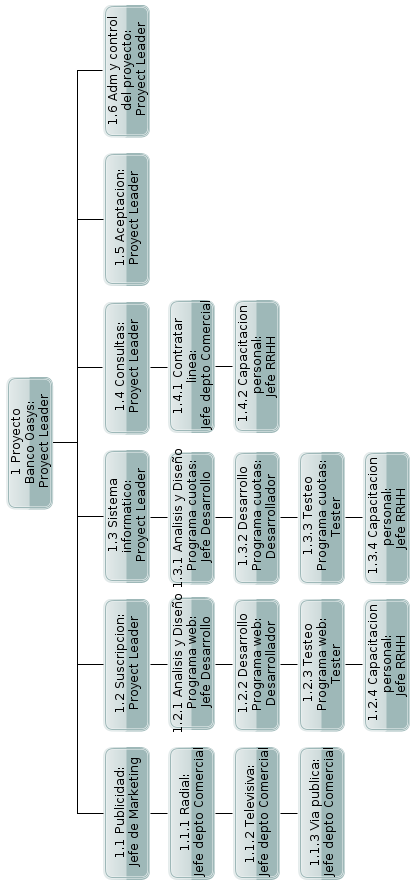 1 Proyecto
Banco Oasys:
Proyect Leader
1.1 Publicidad:
Jefe de Marketing
1.1.1 Radial:
Jefe depto Comercial
1.1.2 Televisiva:
Jefe depto Comercial
1.1.3 Via publica:
Jefe depto Comercial
1.2 Suscripcion:
Proyect Leader
1.2.1 Analisis y Diseño
Programa web:
Jefe Desarrollo
1.2.2 Desarrollo
Programa web:
Desarrollador
1.2.3 Testeo
Programa web:
Tester
1.2.4 Capacitacion
personal:
Jefe RRHH
1.3 Sistema
informatico:
Proyect Leader
1.3.1 Analisis y Diseño
Programa cuotas:
Jefe Desarrollo
1.3.2 Desarrollo
Programa cuotas:
Desarrollador
1.3.3 Testeo
Programa cuotas:
Tester
1.3.4 Capacitacion
personal:
Jefe RRHH
1.4 Consultas:
Proyect Leader
1.4.1 Contratar
linea:
Jefe depto Comercial
1.4.2 Capacitacion
personal:
Jefe RRHH
1.5 Aceptacion:
Proyect Leader
1.6 Adm y control
del proyecto:
Proyect Leader